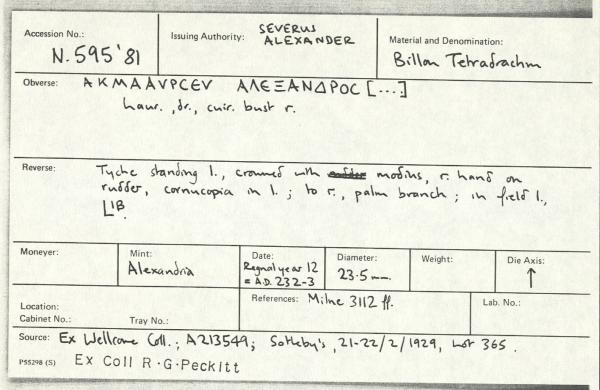 Accession No.:
N.595'81
Issuing Authority: SEVERUS
ALEXANDER
Material and Denomination:
Billon Tetradrachm
Obverse: ΑΚΜΑΑVΡCЄV ΑΛЄΞΑΝΔΡΟC [...]
laur., dr., cuir. bust r.
Reverse: Tyche standing l., crowned with modius, r. hand on
rudder, cornucopia in l.; to r., palm branch; in field l.,
LIB.
Moneyer:
Mint:
Alexandria
Date:
Regnal year 12
= A.D. 232-3
Diameter:
23.5mm.
Weight:
Die Axis:
↑
Location:
Cabinet No.: Tray No.:
References: Milne 3112 ff.
Lab. No.:
Source: Ex Wellcome Coll.; A213549; Sotheby's, 21-22/2/1929, Lot 365.
P55298 (S) Ex Coll R.G.Peckitt